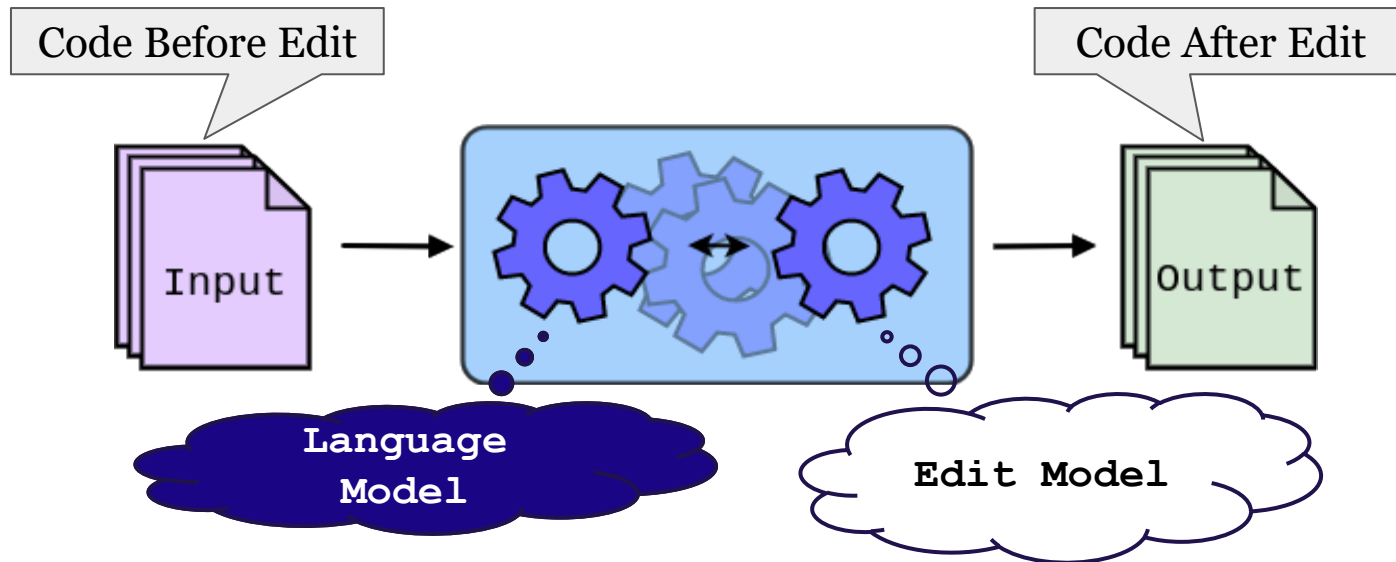 Code Before Edit
Code After Edit
Input
Output
Language
Model
Edit Model